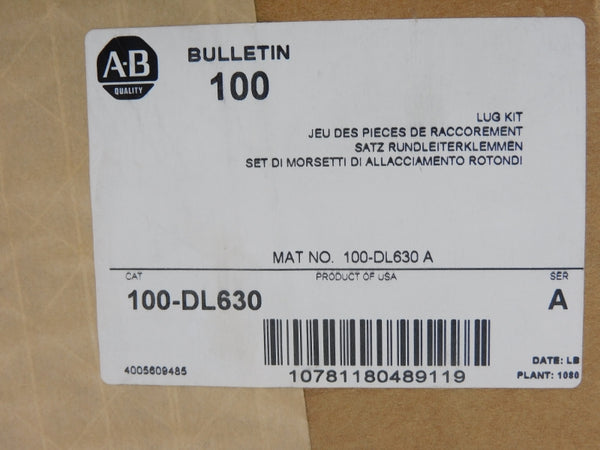 A-B
QUALITY
BULLETIN
100
LUG KIT
JEU DES PIECES DE RACCOREMENT
SATZ RUNDLEITERKLEMMEN
SET DI MORSETTI DI ALLACCIAMENTO ROTONDI
MAT NO. 100-DL630 A
CAT PRODUCT OF USA SER
100-DL630 A
10781180489119
4005609485
DATE: LB
PLANT: 1080